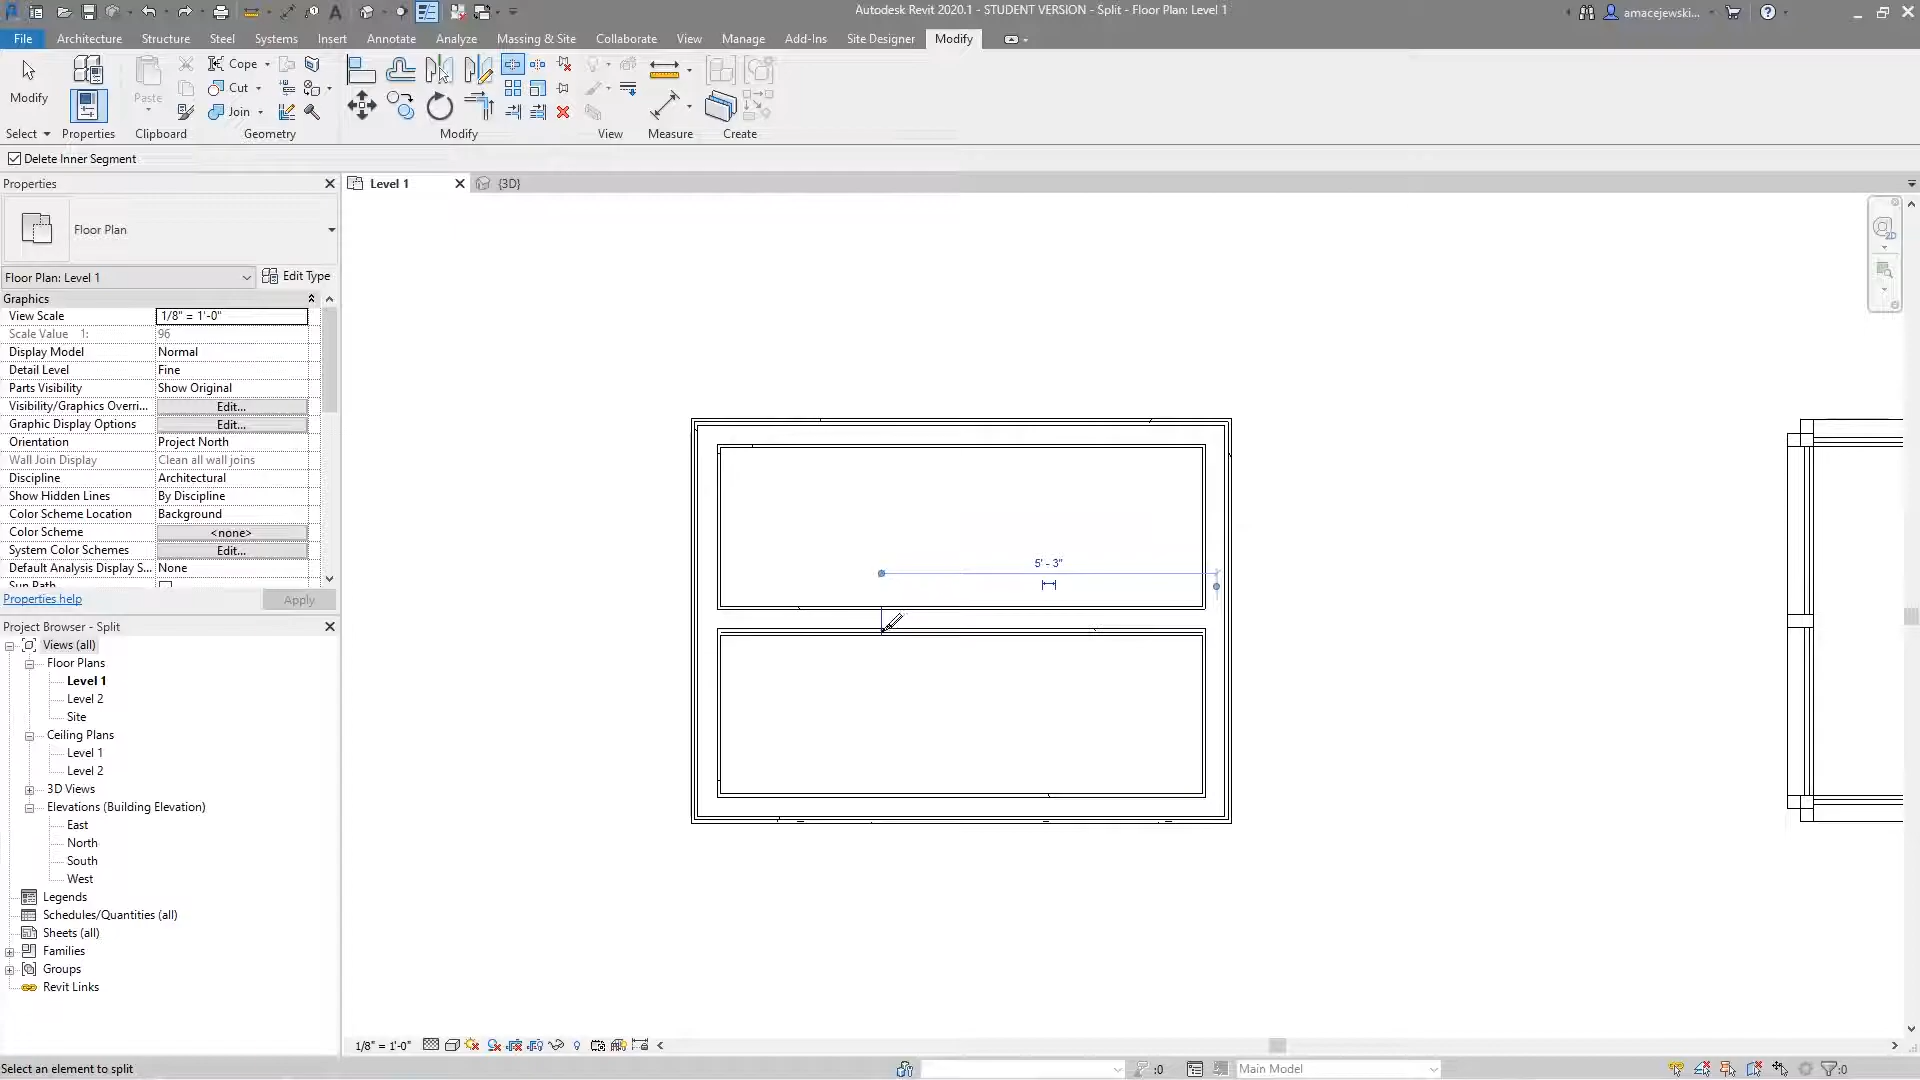 Autodesk Revit 2020.1 - STUDENT VERSION - Split - Floor Plan: Level 1
amacejewski...
File Architecture Structure Steel Systems Insert Annotate Analyze Massing & Site Collaborate View Manage Add-Ins Site Designer Modify
Modify
Paste
Cope
Cut
Join
Select Properties Clipboard Geometry Modify View Measure Create
Delete Inner Segment
Properties
Level 1
{3D}
Floor Plan
Floor Plan: Level 1
Edit Type
Graphics
View Scale 1/8" = 1'-0"
Scale Value 1: 96
Display Model Normal
Detail Level Fine
Parts Visibility Show Original
Visibility/Graphics Overri... Edit...
Graphic Display Options Edit...
Orientation Project North
Wall Join Display Clean all wall joins
Discipline Architectural
Show Hidden Lines By Discipline
Color Scheme Location Background
Color Scheme <none>
System Color Schemes Edit...
Default Analysis Display S... None
Sun Path
Properties help Apply
5' - 3"
Project Browser - Split
Views (all)
Floor Plans
Level 1
Level 2
Site
Ceiling Plans
Level 1
Level 2
3D Views
Elevations (Building Elevation)
East
North
South
West
Legends
Schedules/Quantities (all)
Sheets (all)
Families
Groups
Revit Links
1/8" = 1'-0"
Select an element to split
:0
Main Model
:0